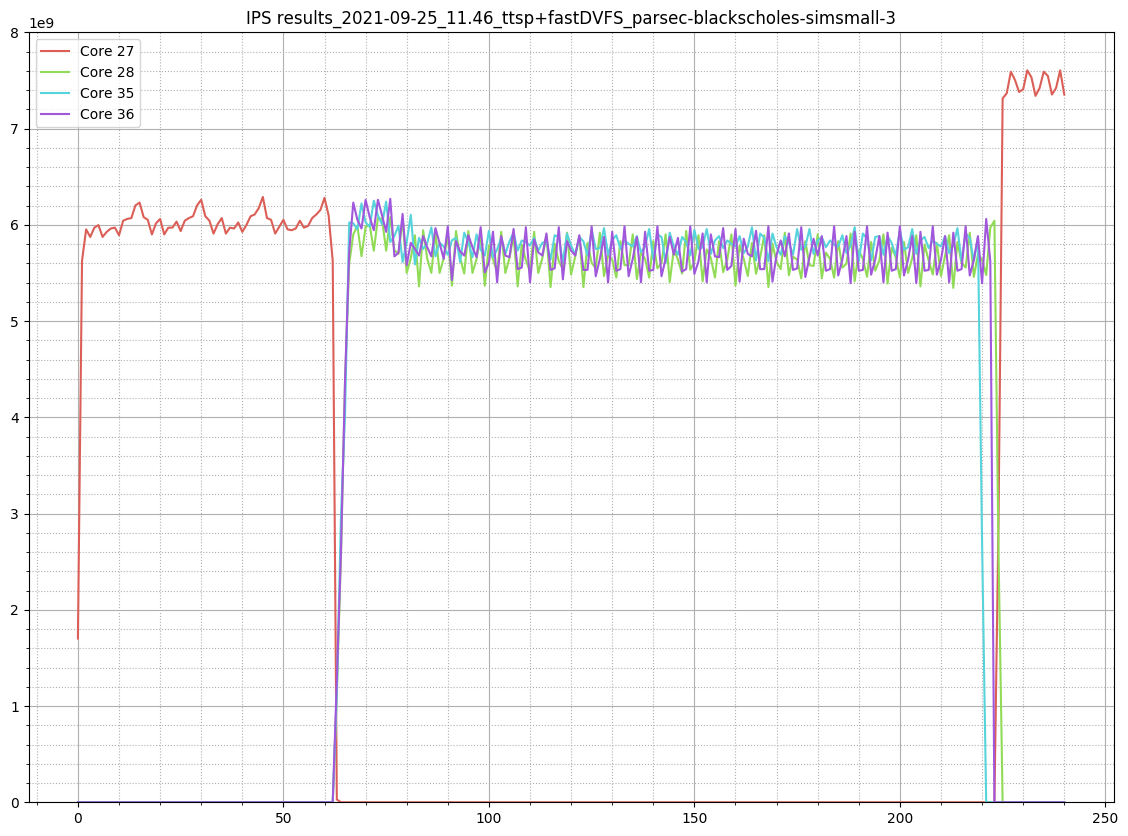 IPS results_2021-09-25_11.46_ttsp+fastDVFS_parsec-blackscholes-simsmall-3
1e9
Core 27
Core 28
Core 35
Core 36
8
7
6
5
4
3
2
1
0
0 50 100 150 200 250